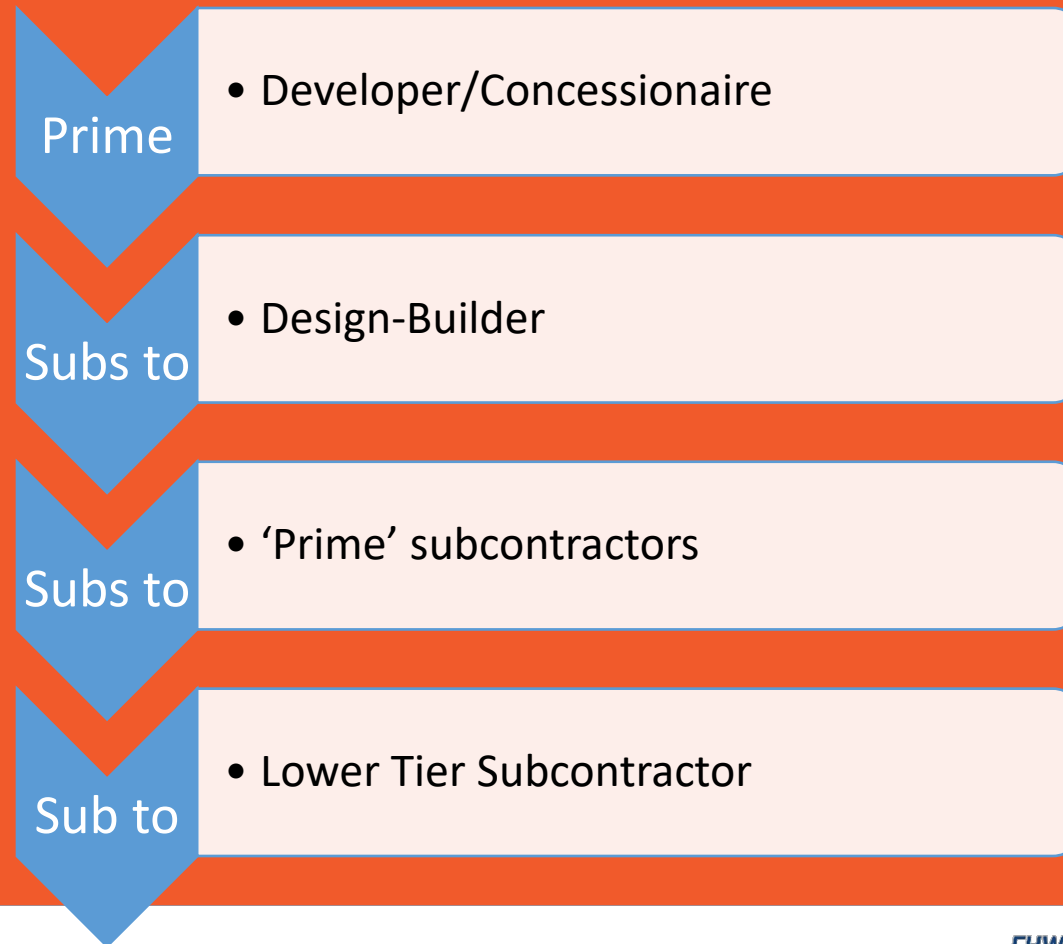 Prime
• Developer/Concessionaire
Subs to
• Design-Builder
Subs to
• ‘Prime’ subcontractors
Sub to
• Lower Tier Subcontractor